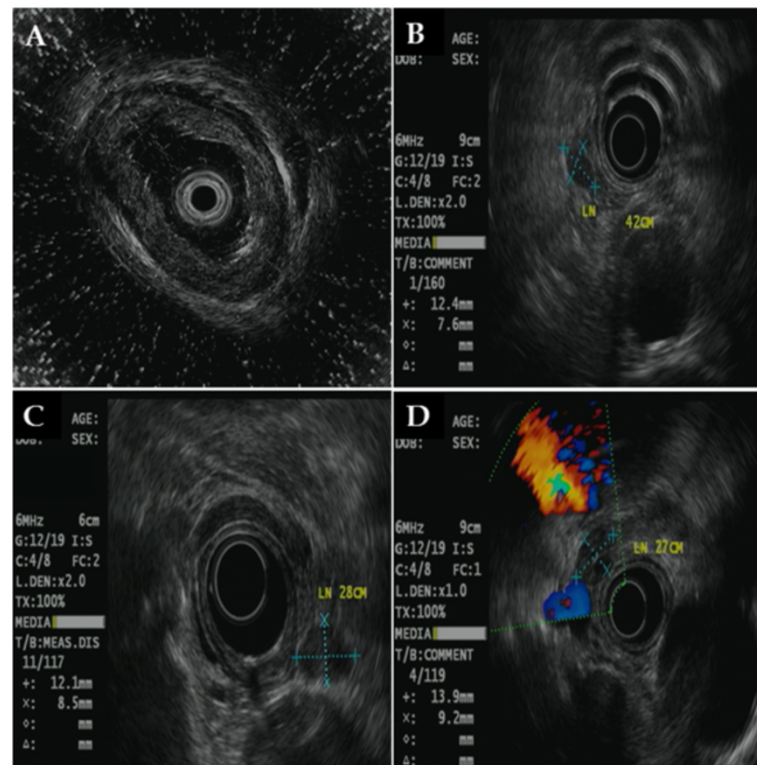 A
B
AGE:
DOB: SEX:
6MHz 9cm
G:12/19 I:S
C:4/8 FC:2
L.DEN:x2.0
TX:100%
MEDIA
T/B:COMMENT
1/160
+: 12.4mm
×: 7.6mm
◇: mm
△: mm
LN
42CM
C
AGE:
DOB: SEX:
6MHz 6cm
G:12/19 I:S
C:4/8 FC:2
L.DEN:x2.0
TX:100%
MEDIA
T/B:MEAS.DIS
11/117
+: 12.1mm
×: 8.5mm
◇: mm
△: mm
LN 28CM
D
AGE:
DOB: SEX:
6MHz 9cm
G:12/19 I:S
C:4/8 FC:1
L.DEN:x1.0
TX:100%
MEDIA
T/B:COMMENT
4/119
+: 13.9mm
×: 9.2mm
◇: mm
△: mm
LN 27CM